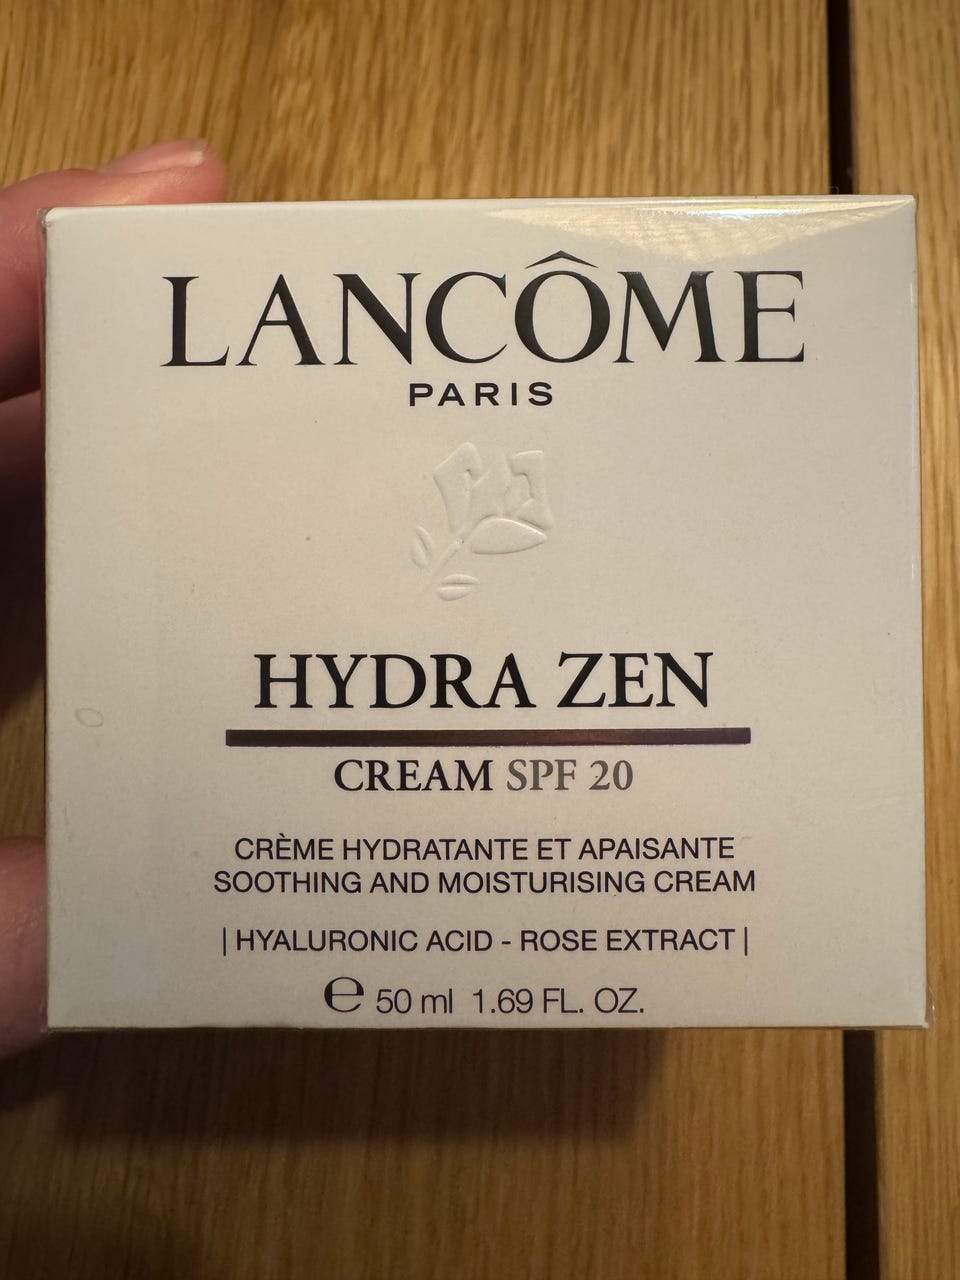 LANCÔME
PARIS
HYDRA ZEN
CREAM SPF 20
CRÈME HYDRATANTE ET APAISANTE
SOOTHING AND MOISTURISING CREAM
| HYALURONIC ACID - ROSE EXTRACT |
℮ 50 ml 1.69 FL. OZ.